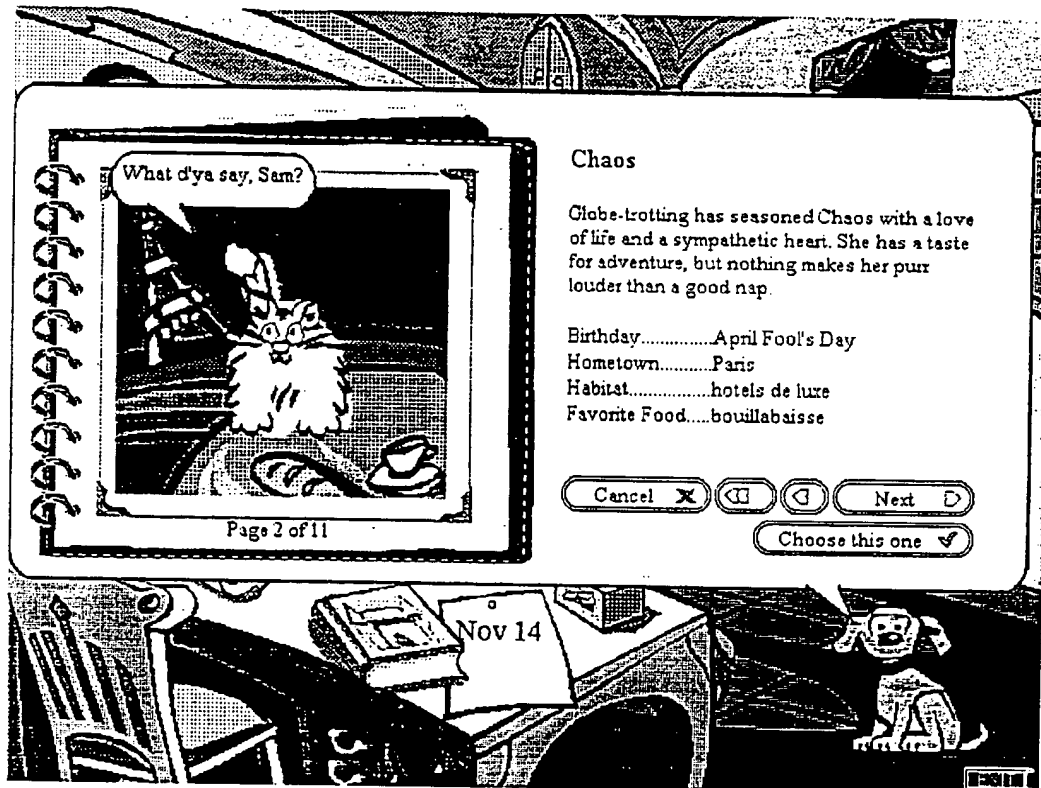 What d'ya say, Sam?
Page 2 of 11
Chaos
Globe-trotting has seasoned Chaos with a love
of life and a sympathetic heart. She has a taste
for adventure, but nothing makes her purr
louder than a good nap.
Birthday...............April Fool's Day
Hometown..........Paris
Habitat...............hotels de luxe
Favorite Food.....bouillabaisse
Cancel
Next
Choose this one
Nov 14